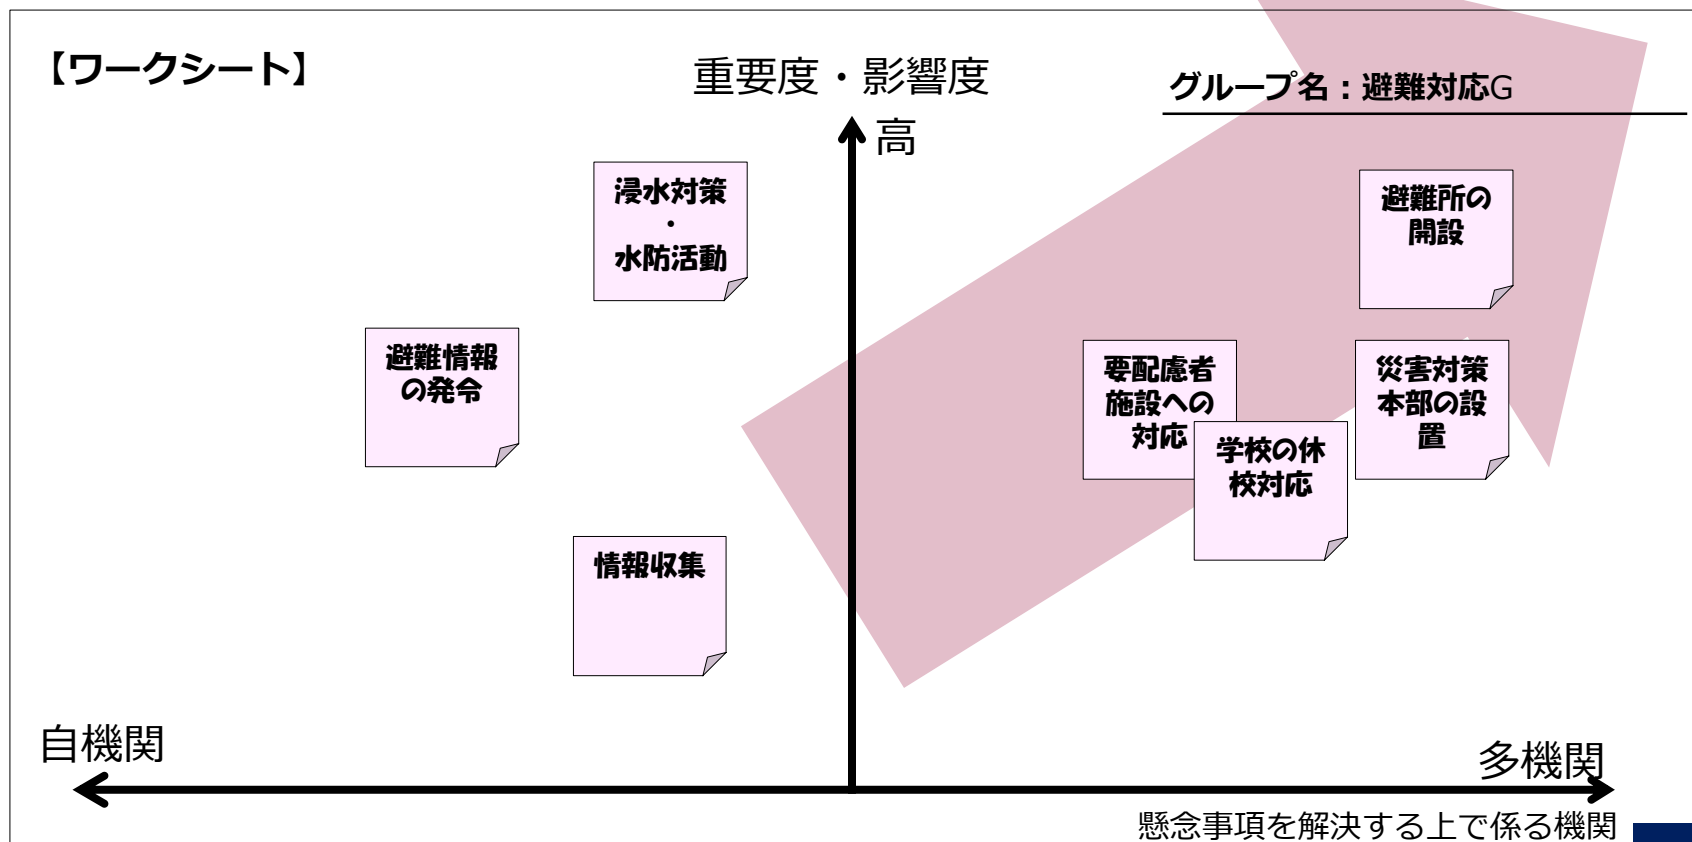 【ワークシート】
重要度・影響度
高
グループ名：避難対応G
浸水対策
・
水防活動
避難所の
開設
避難情報
の発令
要配慮者
施設への
対応
災害対策
本部の設
置
学校の休
校対応
情報収集
自機関
多機関
懸念事項を解決する上で係る機関